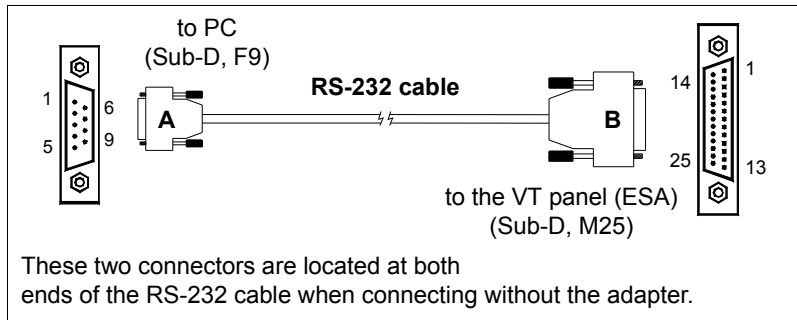 to PC
(Sub-D, F9)
RS-232 cable
1
6
5
9
A
B
14
1
25
13
to the VT panel (ESA)
(Sub-D, M25)
These two connectors are located at both
ends of the RS-232 cable when connecting without the adapter.